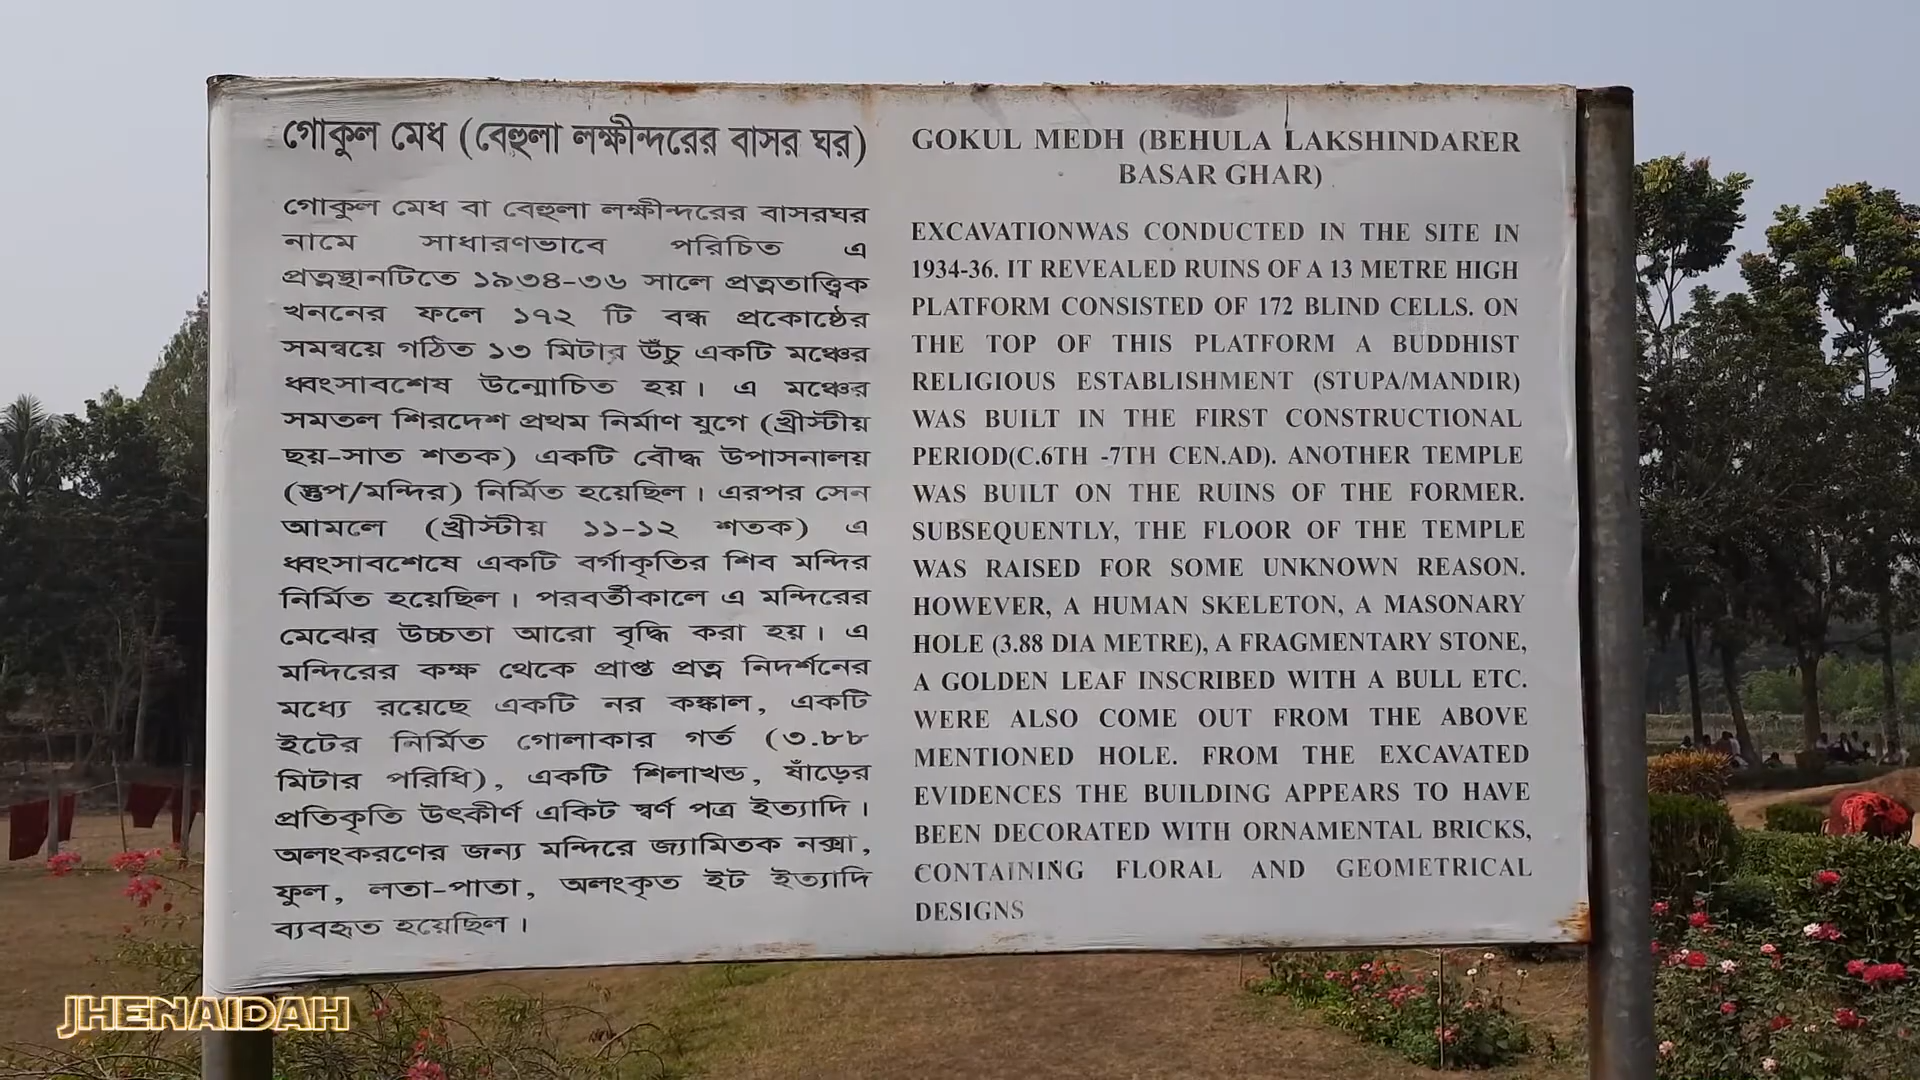 গোকুল মেধ (বেহুলা লক্ষীন্দরের বাসর ঘর)
গোকুল মেধ বা বেহুলা লক্ষীন্দরের বাসরঘর
নামে সাধারণভাবে পরিচিত এ
প্রত্নস্থানটিতে ১৯৩৪-৩৬ সালে প্রত্নতাত্ত্বিক
খননের ফলে ১৭২ টি বন্ধ প্রকোষ্ঠের
সমন্বয়ে গঠিত ১৩ মিটার উঁচু একটি মঞ্চের
ধ্বংসাবশেষ উন্মোচিত হয়। এ মঞ্চের
সমতল শিরদেশ প্রথম নির্মাণ যুগে (খ্রীস্টীয়
ছয়-সাত শতক) একটি বৌদ্ধ উপাসনালয়
(স্তুপ/মন্দির) নির্মিত হয়েছিল। এরপর সেন
আমলে (খ্রীস্টীয় ১১-১২ শতক) এ
ধ্বংসাবশেষে একটি বর্গাকৃতির শিব মন্দির
নির্মিত হয়েছিল। পরবর্তীকালে এ মন্দিরের
মেঝের উচ্চতা আরো বৃদ্ধি করা হয়। এ
মন্দিরের কক্ষ থেকে প্রাপ্ত প্রত্ন নিদর্শনের
মধ্যে রয়েছে একটি নর কঙ্কাল, একটি
ইটের নির্মিত গোলাকার গর্ত (৩.৮৮
মিটার পরিধি), একটি শিলাখন্ড, ষাঁড়ের
প্রতিকৃতি উৎকীর্ণ একিট স্বর্ণ পত্র ইত্যাদি।
অলংকরণের জন্য মন্দিরে জ্যামিতক নক্সা,
ফুল, লতা-পাতা, অলংকৃত ইট ইত্যাদি
ব্যবহৃত হয়েছিল।
GOKUL MEDH (BEHULA LAKSHINDARER
BASAR GHAR)
EXCAVATIONWAS CONDUCTED IN THE SITE IN
1934-36. IT REVEALED RUINS OF A 13 METRE HIGH
PLATFORM CONSISTED OF 172 BLIND CELLS. ON
THE TOP OF THIS PLATFORM A BUDDHIST
RELIGIOUS ESTABLISHMENT (STUPA/MANDIR)
WAS BUILT IN THE FIRST CONSTRUCTIONAL
PERIOD(C.6TH -7TH CEN.AD). ANOTHER TEMPLE
WAS BUILT ON THE RUINS OF THE FORMER.
SUBSEQUENTLY, THE FLOOR OF THE TEMPLE
WAS RAISED FOR SOME UNKNOWN REASON.
HOWEVER, A HUMAN SKELETON, A MASONARY
HOLE (3.88 DIA METRE), A FRAGMENTARY STONE,
A GOLDEN LEAF INSCRIBED WITH A BULL ETC.
WERE ALSO COME OUT FROM THE ABOVE
MENTIONED HOLE. FROM THE EXCAVATED
EVIDENCES THE BUILDING APPEARS TO HAVE
BEEN DECORATED WITH ORNAMENTAL BRICKS,
CONTAINING FLORAL AND GEOMETRICAL
DESIGNS
JHENAIDAH